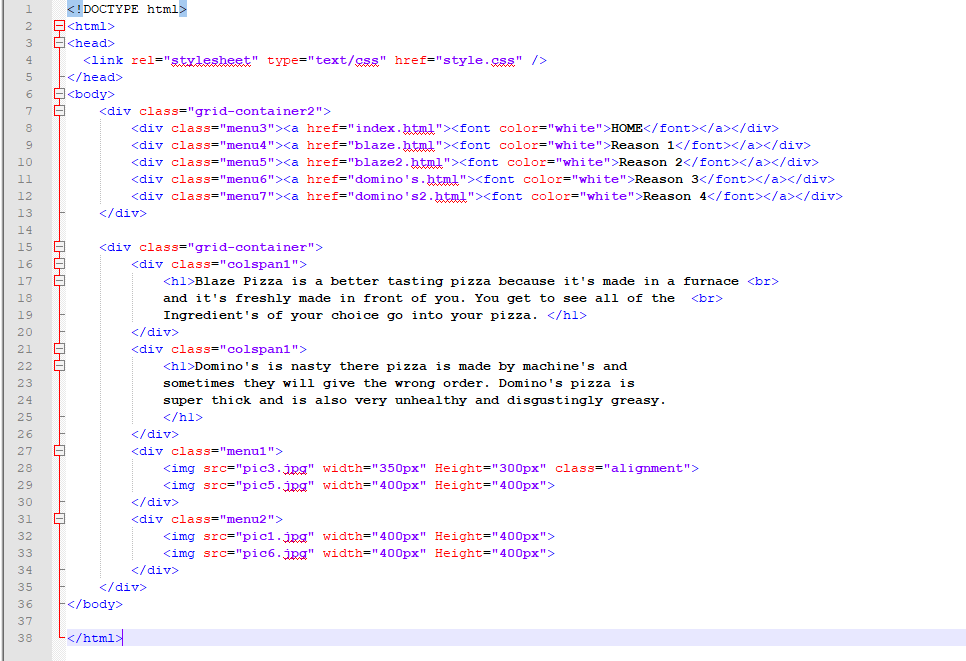 1 <!DOCTYPE html>
2 <html>
3 <head>
4 <link rel="stylesheet" type="text/css" href="style.css" />
5 </head>
6 <body>
7 <div class="grid-container2">
8 <div class="menu3"><a href="index.html"><font color="white">HOME</font></a></div>
9 <div class="menu4"><a href="blaze.html"><font color="white">Reason 1</font></a></div>
10 <div class="menu5"><a href="blaze2.html"><font color="white">Reason 2</font></a></div>
11 <div class="menu6"><a href="domino's.html"><font color="white">Reason 3</font></a></div>
12 <div class="menu7"><a href="domino's2.html"><font color="white">Reason 4</font></a></div>
13 </div>
14
15 <div class="grid-container">
16 <div class="colspan1">
17 <h1>Blaze Pizza is a better tasting pizza because it's made in a furnace <br>
18 and it's freshly made in front of you. You get to see all of the  <br>
19 Ingredient's of your choice go into your pizza. </h1>
20 </div>
21 <div class="colspan1">
22 <h1>Domino's is nasty there pizza is made by machine's and
23 sometimes they will give the wrong order. Domino's pizza is
24 super thick and is also very unhealthy and disgustingly greasy.
25 </h1>
26 </div>
27 <div class="menu1">
28 <img src="pic3.jpg" width="350px" Height="300px" class="alignment">
29 <img src="pic5.jpg" width="400px" Height="400px">
30 </div>
31 <div class="menu2">
32 <img src="pic1.jpg" width="400px" Height="400px">
33 <img src="pic6.jpg" width="400px" Height="400px">
34 </div>
35 </div>
36 </body>
37
38 </html>